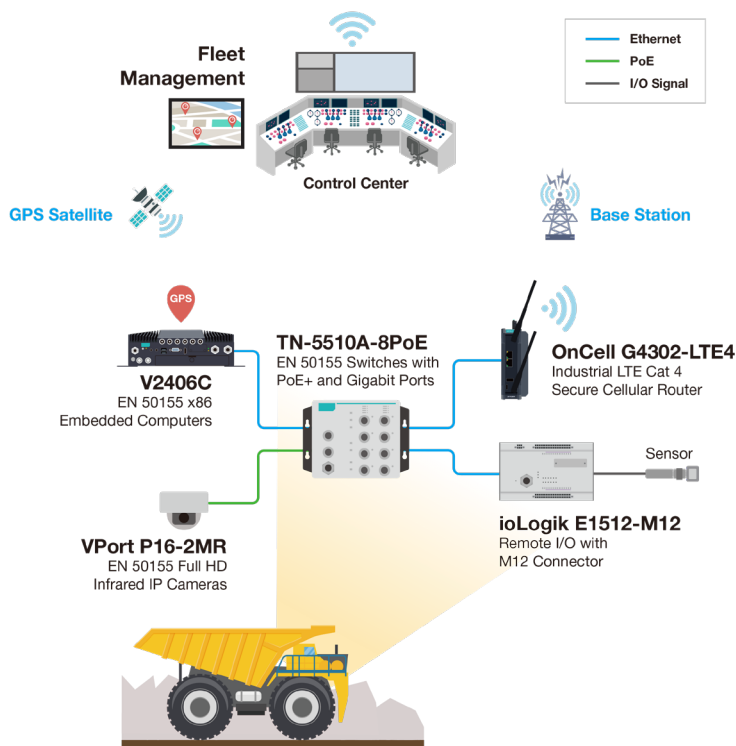 Fleet
Management
Control Center
Ethernet
PoE
I/O Signal
GPS Satellite
Base Station
GPS
V2406C
EN 50155 x86
Embedded Computers
TN-5510A-8PoE
EN 50155 Switches with
PoE+ and Gigabit Ports
OnCell G4302-LTE4
Industrial LTE Cat 4
Secure Cellular Router
VPort P16-2MR
EN 50155 Full HD
Infrared IP Cameras
Sensor
ioLogik E1512-M12
Remote I/O with
M12 Connector